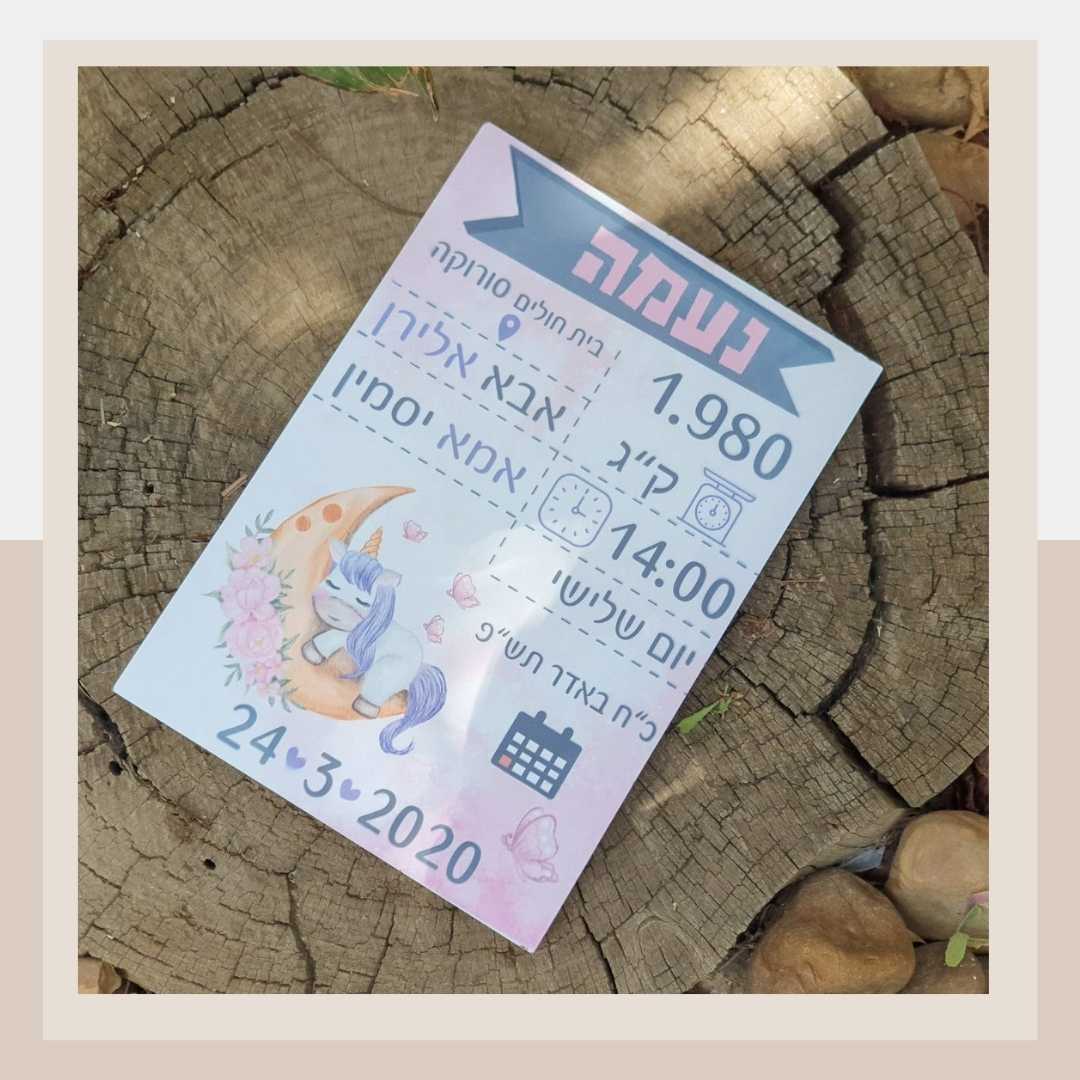 נעמה
1.980
ק״ג
14:00
יום שלישי
כ״ח באדר תש״פ
בית חולים סורוקה
אבא אלירן
אמא יסמין
24 3 2020